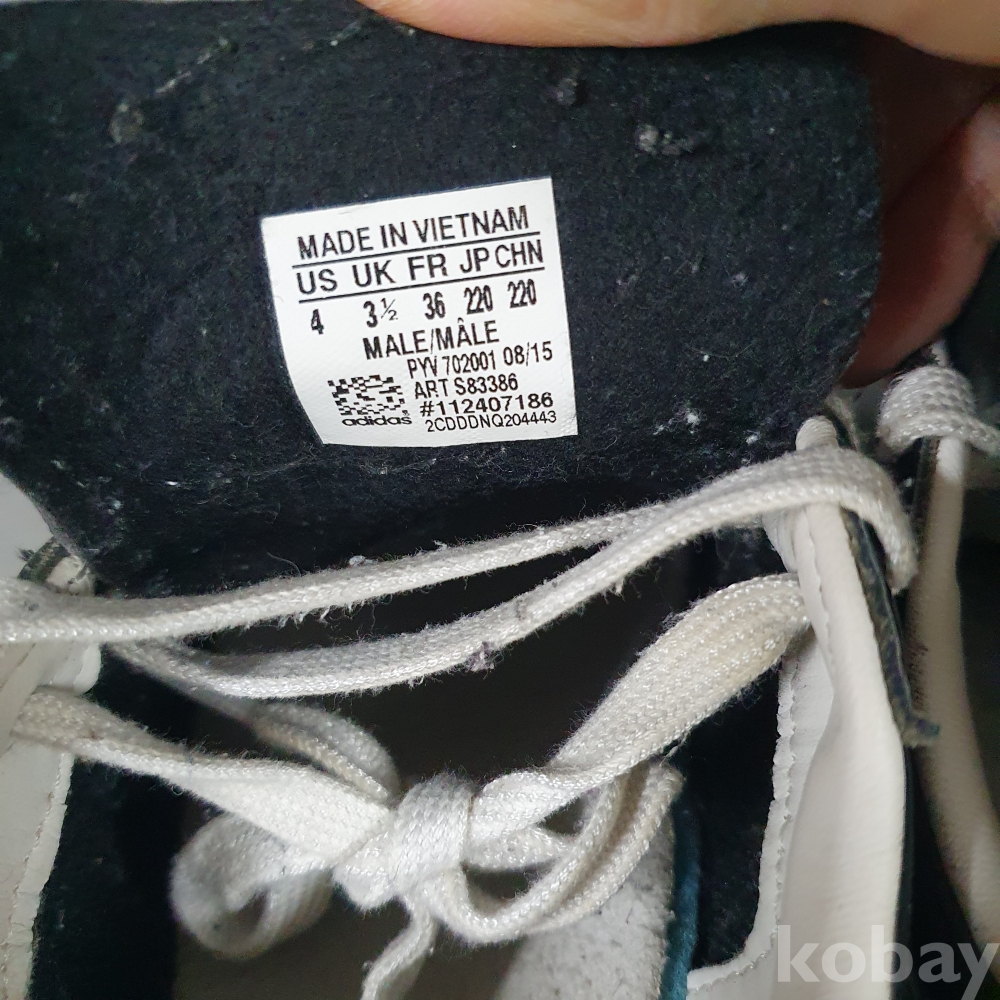 MADE IN VIETNAM
US UK FR JP CHN
4 3½ 36 220 220
MALE/MÂLE
PYV 702001 08/15
ART S83386
#112407186
adidas 2CDDDNQ204443
kobay